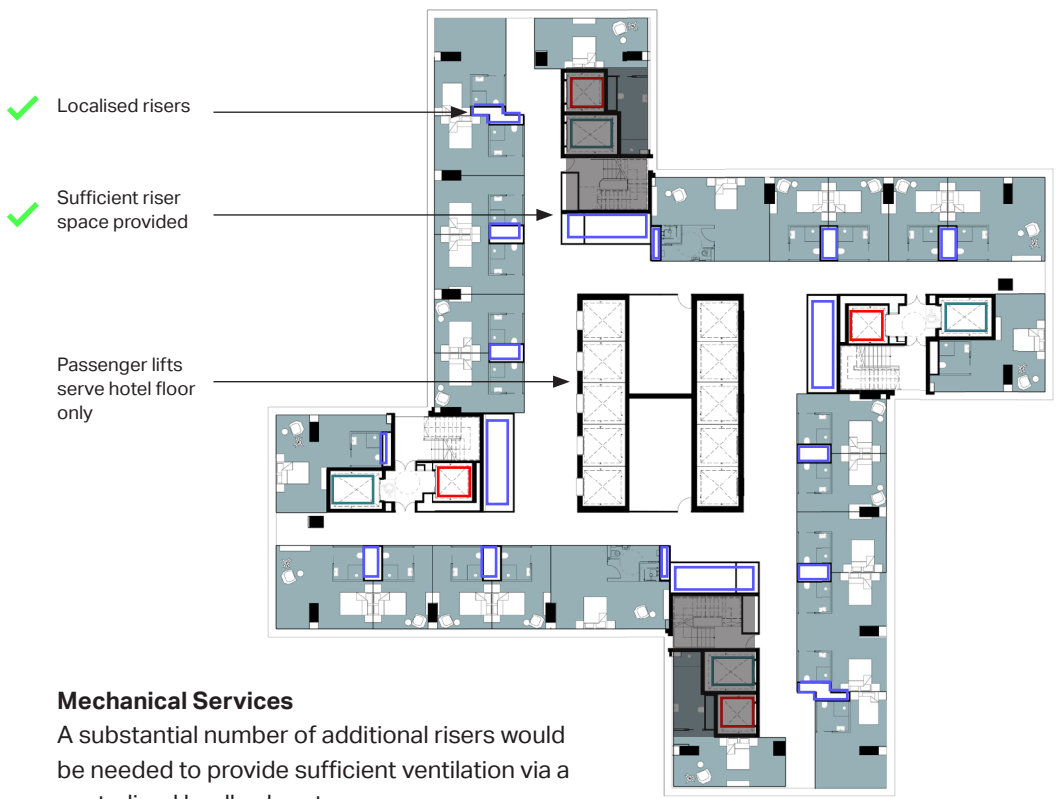 Localised risers
Sufficient riser
space provided
Passenger lifts
serve hotel floor
only
Mechanical Services
A substantial number of additional risers would
be needed to provide sufficient ventilation via a